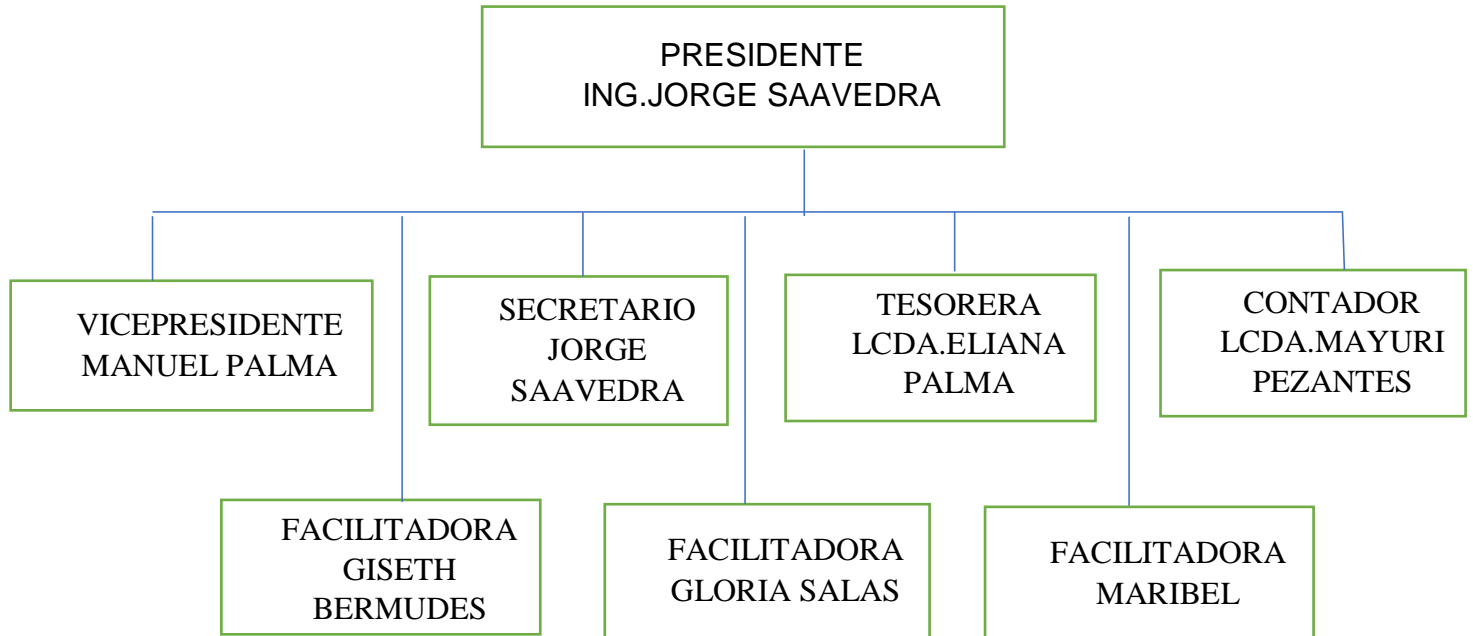 PRESIDENTE
ING.JORGE SAAVEDRA
VICEPRESIDENTE
MANUEL PALMA
SECRETARIO
JORGE
SAAVEDRA
TESORERA
LCDA.ELIANA
PALMA
CONTADOR
LCDA.MAYURI
PEZANTES
FACILITADORA
GISETH
BERMUDES
FACILITADORA
GLORIA SALAS
FACILITADORA
MARIBEL